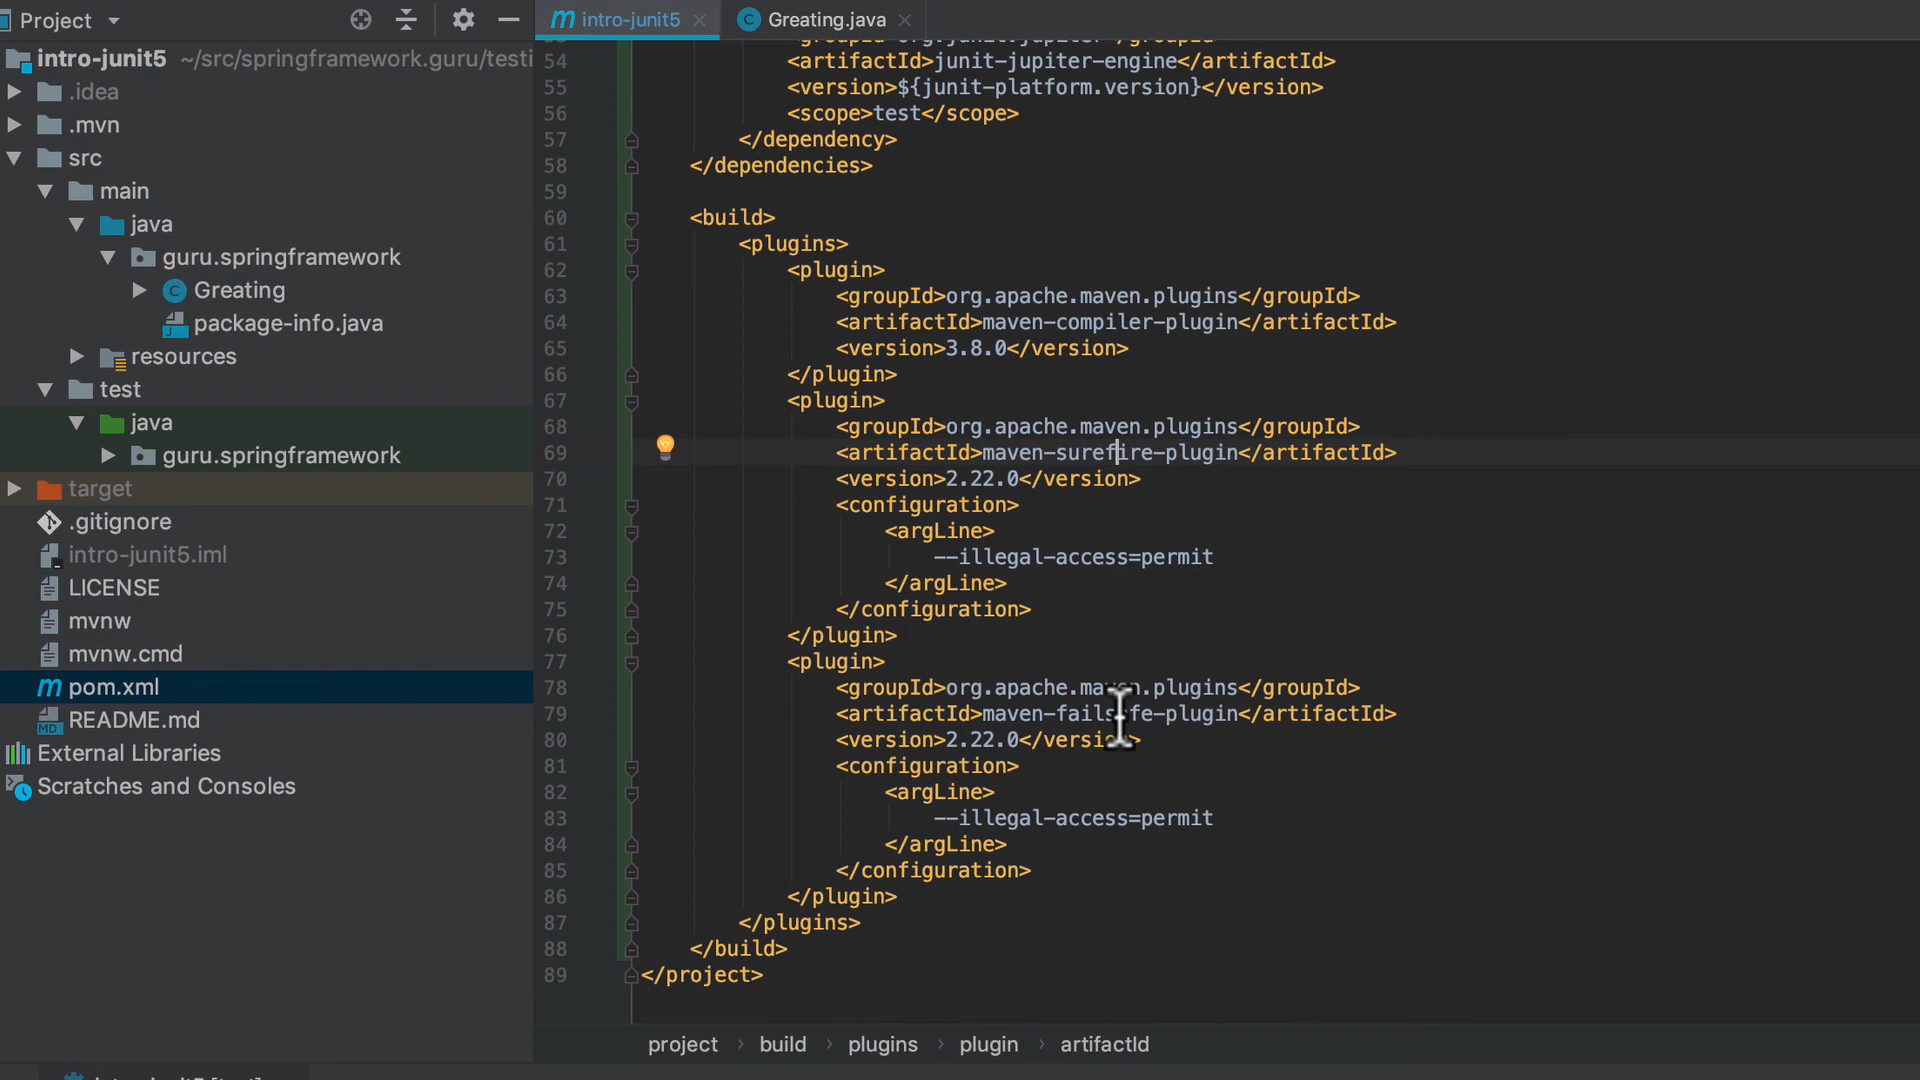 Project
intro-junit5
Greating.java
intro-junit5 ~/src/springframework.guru/testi
.idea
.mvn
src
main
java
guru.springframework
Greating
package-info.java
resources
test
java
guru.springframework
target
.gitignore
intro-junit5.iml
LICENSE
mvnw
mvnw.cmd
pom.xml
README.md
External Libraries
Scratches and Consoles
54 <artifactId>junit-jupiter-engine</artifactId>
55 <version>${junit-platform.version}</version>
56 <scope>test</scope>
57 </dependency>
58 </dependencies>
59
60 <build>
61 <plugins>
62 <plugin>
63 <groupId>org.apache.maven.plugins</groupId>
64 <artifactId>maven-compiler-plugin</artifactId>
65 <version>3.8.0</version>
66 </plugin>
67 <plugin>
68 <groupId>org.apache.maven.plugins</groupId>
69 <artifactId>maven-surefire-plugin</artifactId>
70 <version>2.22.0</version>
71 <configuration>
72 <argLine>
73 --illegal-access=permit
74 </argLine>
75 </configuration>
76 </plugin>
77 <plugin>
78 <groupId>org.apache.maven.plugins</groupId>
79 <artifactId>maven-failsafe-plugin</artifactId>
80 <version>2.22.0</version>
81 <configuration>
82 <argLine>
83 --illegal-access=permit
84 </argLine>
85 </configuration>
86 </plugin>
87 </plugins>
88 </build>
89 </project>
project > build > plugins > plugin > artifactId